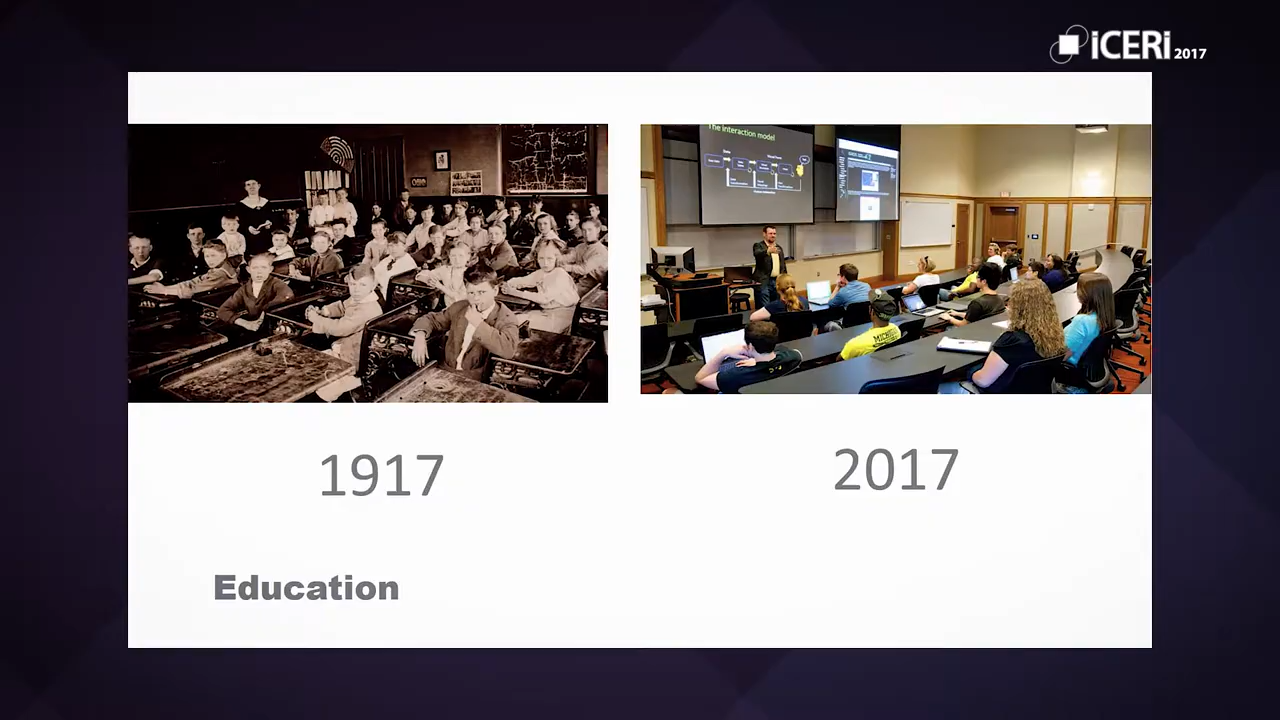 iCERi 2017
The interaction model
1917
2017
Education